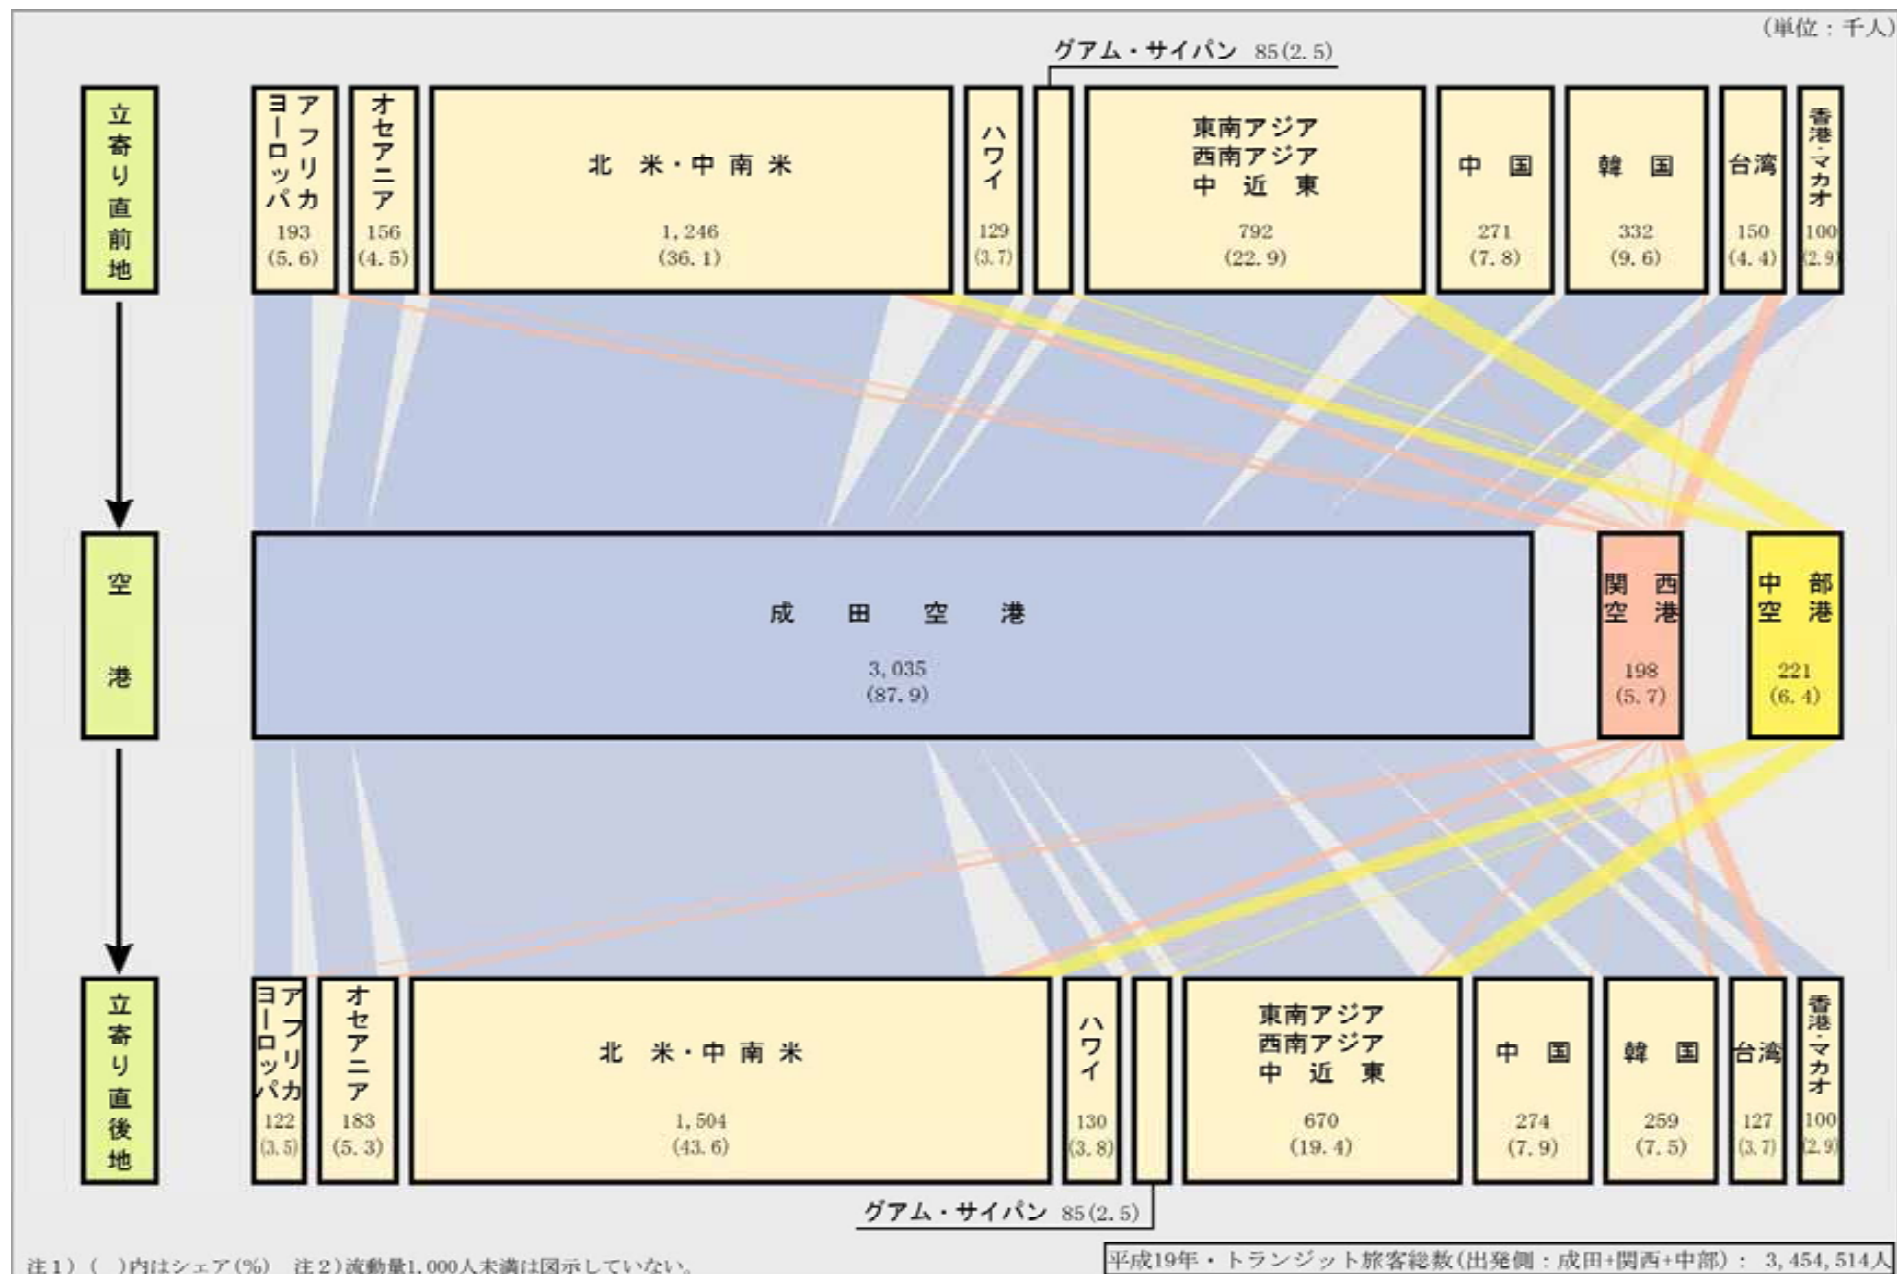 (単位：千人)
グアム・サイパン 85(2.5)
立寄り直前地
アフリカ
ヨーロッパ
193
(5.6)
オセアニア
156
(4.5)
北米・中南米
1,246
(36.1)
ハワイ
129
(3.7)
東南アジア
西南アジア
中近東
792
(22.9)
中国
271
(7.8)
韓国
332
(9.6)
台湾
150
(4.4)
香港・マカオ
100
(2.9)
空港
成田空港
3,035
(87.9)
関西
空港
198
(5.7)
中部
空港
221
(6.4)
立寄り直後地
アフリカ
ヨーロッパ
122
(3.5)
オセアニア
183
(5.3)
北米・中南米
1,504
(43.6)
ハワイ
130
(3.8)
東南アジア
西南アジア
中近東
670
(19.4)
中国
274
(7.9)
韓国
259
(7.5)
台湾
127
(3.7)
香港・マカオ
100
(2.9)
グアム・サイパン 85(2.5)
注1) ( )内はシェア(%) 注2)流動量1,000人未満は図示していない。
平成19年・トランジット旅客総数(出発側：成田+関西+中部)： 3,454,514人